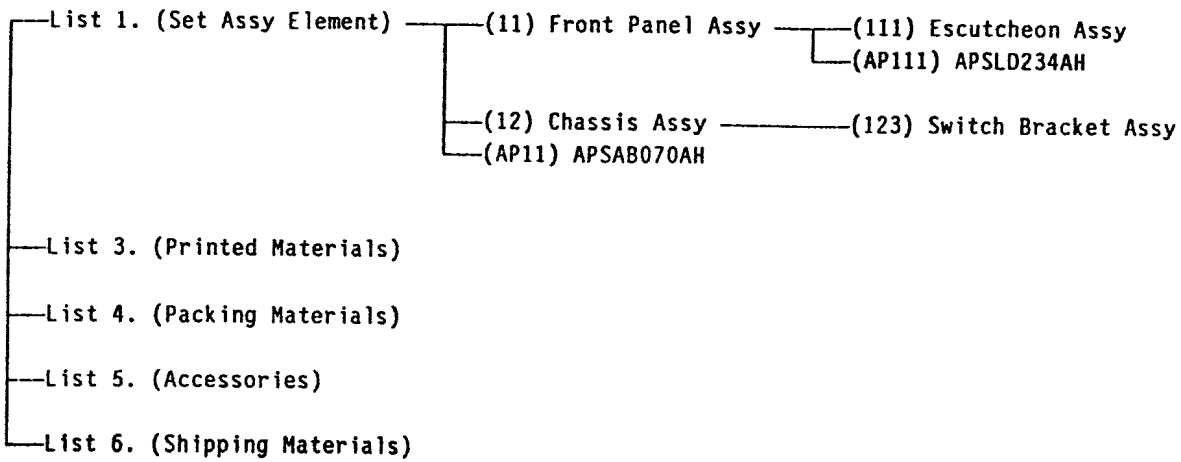 List 1. (Set Assy Element) (11) Front Panel Assy (111) Escutcheon Assy
(AP111) APSLD234AH
(12) Chassis Assy (123) Switch Bracket Assy
(AP11) APSAB070AH
List 3. (Printed Materials)
List 4. (Packing Materials)
List 5. (Accessories)
List 6. (Shipping Materials)